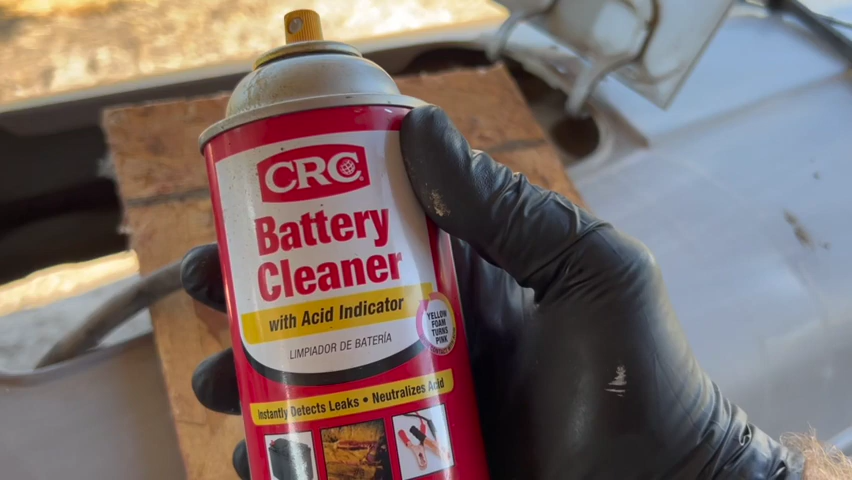 CRC
Battery
Cleaner
with Acid Indicator
LIMPIADOR DE BATERÍA
YELLOW
FOAM
TURNS
PINK
Instantly Detects Leaks • Neutralizes Acid